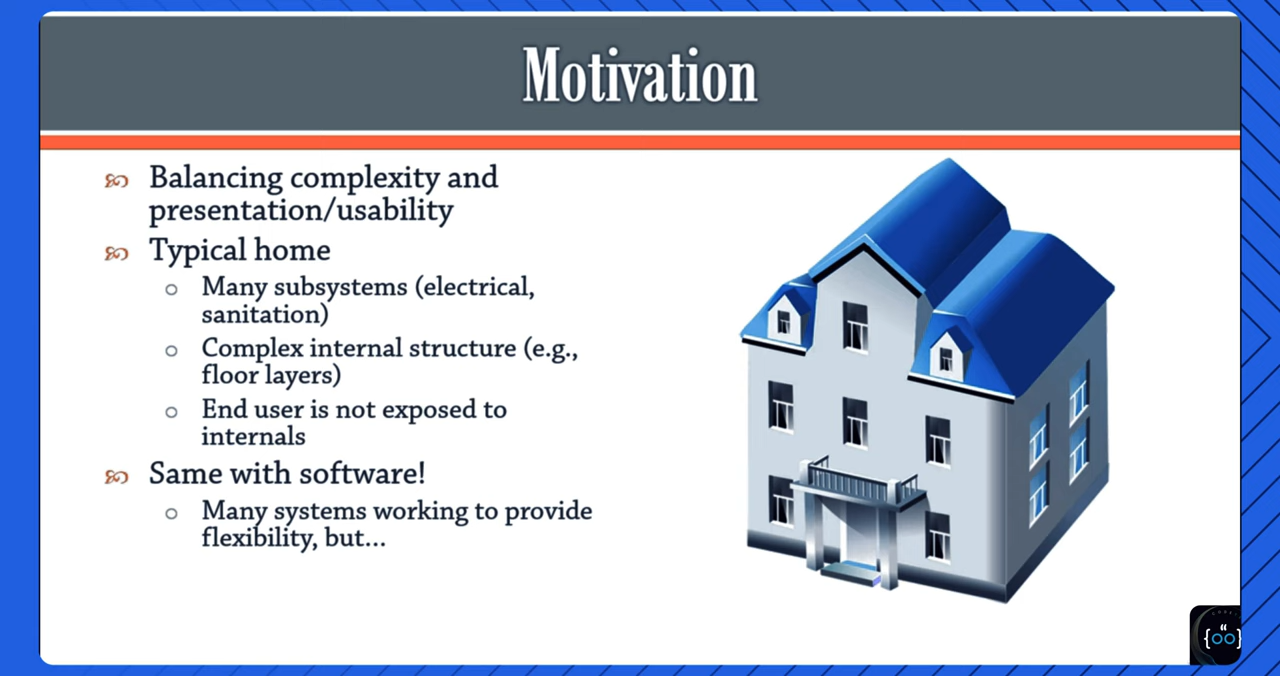 Motivation
Balancing complexity and
presentation/usability
Typical home
Many subsystems (electrical,
sanitation)
Complex internal structure (e.g.,
floor layers)
End user is not exposed to
internals
Same with software!
Many systems working to provide
flexibility, but...